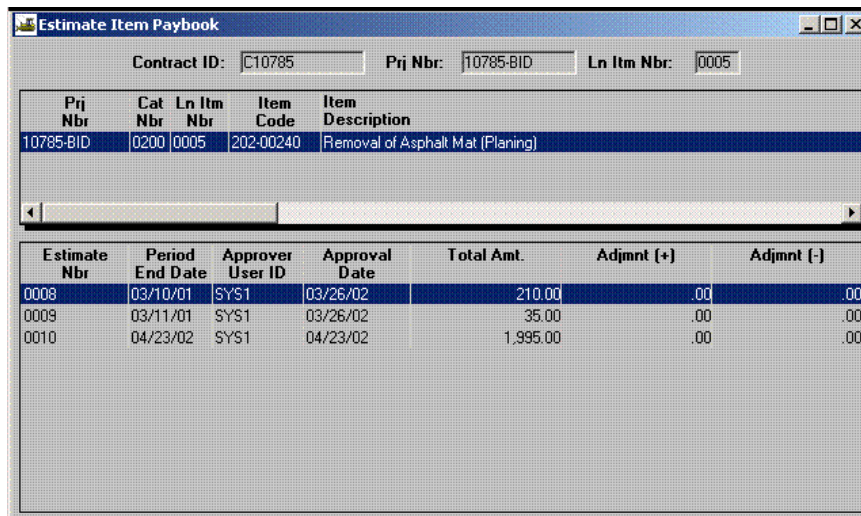 Estimate Item Paybook
Contract ID: C10785 Prj Nbr: 10785-BID Ln Itm Nbr: 0005
Prj Cat Ln Itm Item Item
Nbr Nbr Nbr Code Description
10785-BID 0200 0005 202-00240 Removal of Asphalt Mat (Planing)
Estimate Period Approver Approval Total Amt. Adjmnt (+) Adjmnt (-)
Nbr End Date User ID Date
0008 03/10/01 SYS1 03/26/02 210.00 .00 .00
0009 03/11/01 SYS1 03/26/02 35.00 .00 .00
0010 04/23/02 SYS1 04/23/02 1,995.00 .00 .00